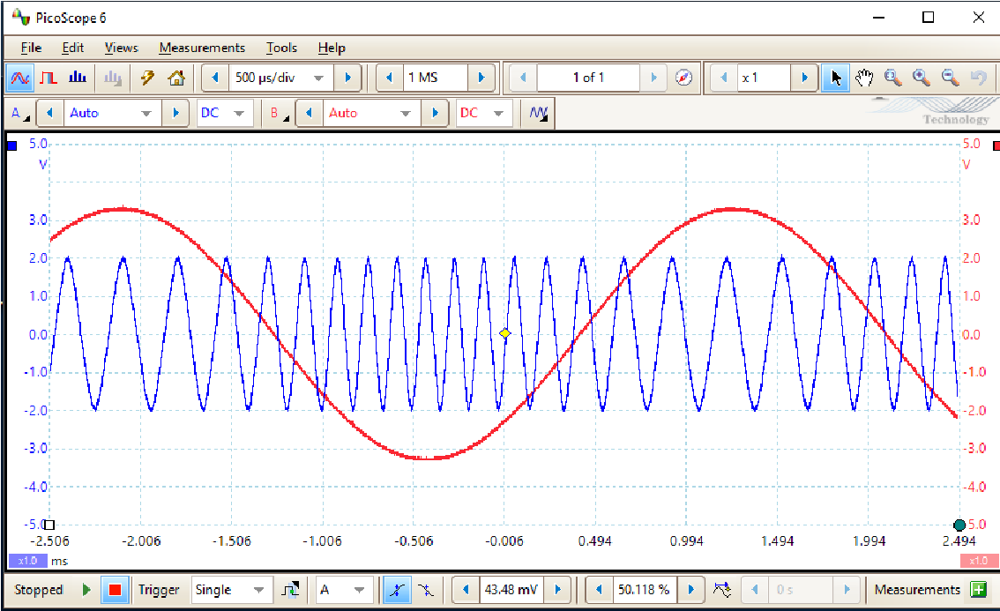 PicoScope 6
File Edit Views Measurements Tools Help
500 µs/div 1 MS 1 of 1 x 1
A Auto DC B Auto DC
Technology
5.0 5.0
V V
3.0 3.0
2.0 2.0
1.0 1.0
0.0 0.0
-1.0 -1.0
-2.0 -2.0
-3.0 -3.0
-4.0 -4.0
-5.0 5.0
-2.506 -2.006 -1.506 -1.006 -0.506 -0.006 0.494 0.994 1.494 1.994 2.494
x1.0 ms x1.0
Stopped Trigger Single A 43.48 mV 50.118 % 0 s Measurements